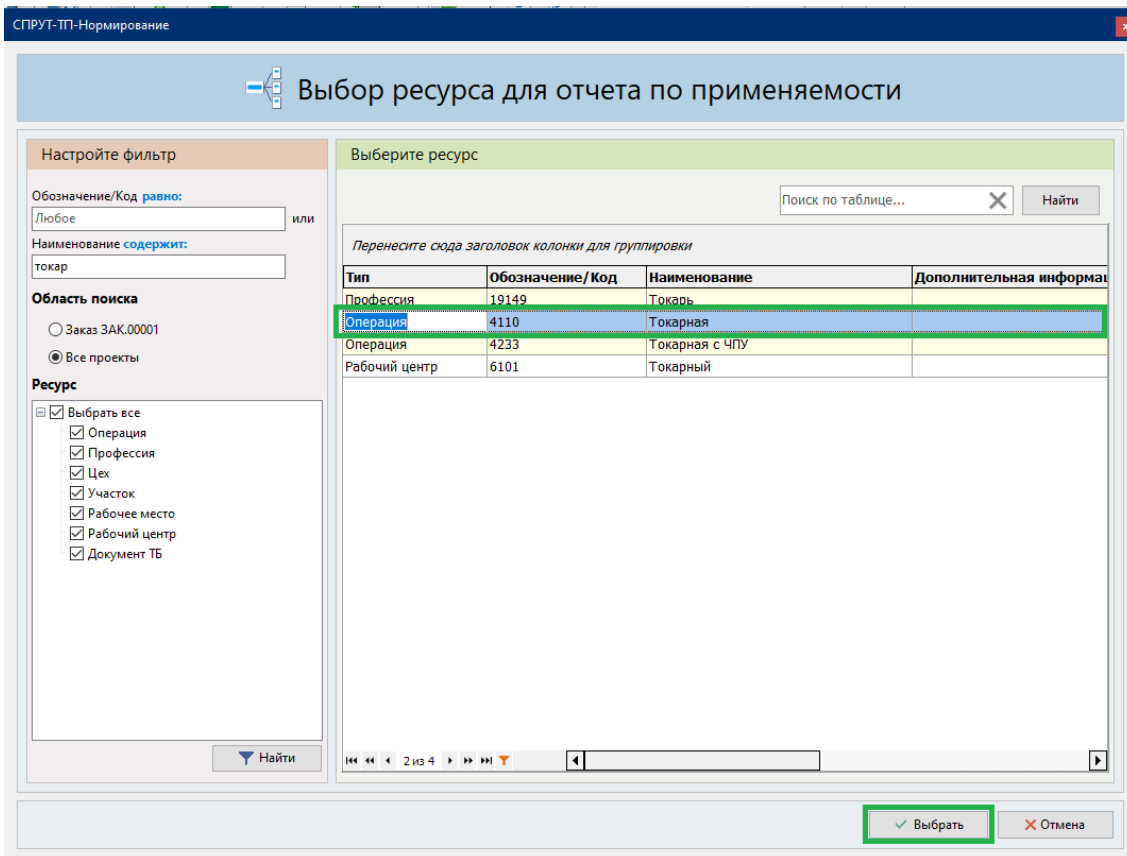 СПРУТ-ТП-Нормирование
Выбор ресурса для отчета по применяемости
Настройте фильтр
Обозначение/Код равно:
Любое
или
Наименование содержит:
токар
Область поиска
Заказ ЗАК.00001
Все проекты
Ресурс
Выбрать все
Операция
Профессия
Цех
Участок
Рабочее место
Рабочий центр
Документ ТБ
Найти
Выберите ресурс
Поиск по таблице... Найти
Перенесите сюда заголовок колонки для группировки
Тип Обозначение/Код Наименование Дополнительная информац
Профессия 19149 Токарь
Операция 4110 Токарная
Операция 4233 Токарная с ЧПУ
Рабочий центр 6101 Токарный
2 из 4
Выбрать Отмена